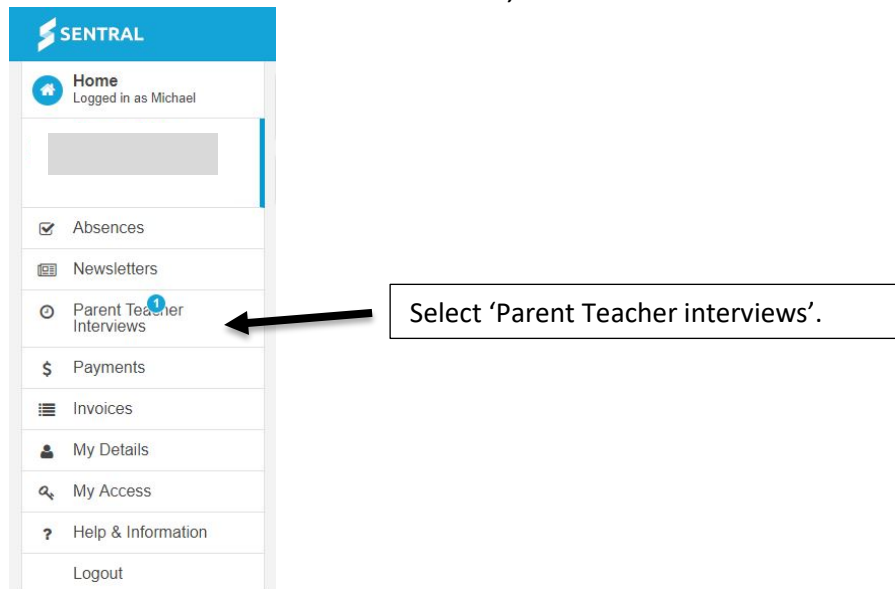 SENTRAL
Home
Logged in as Michael
Absences
Newsletters
1
Parent Teacher
Interviews
Select ‘Parent Teacher interviews’.
Payments
Invoices
My Details
My Access
Help & Information
Logout